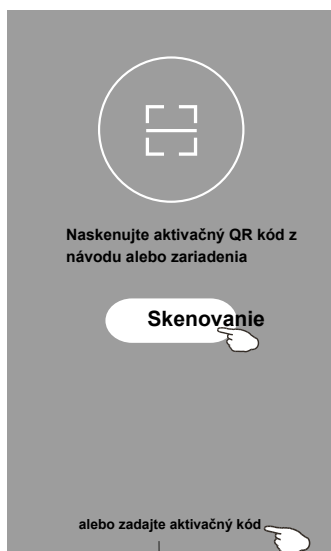 Naskenujte aktivačný QR kód z
návodu alebo zariadenia
Skenovanie
alebo zadajte aktivačný kód